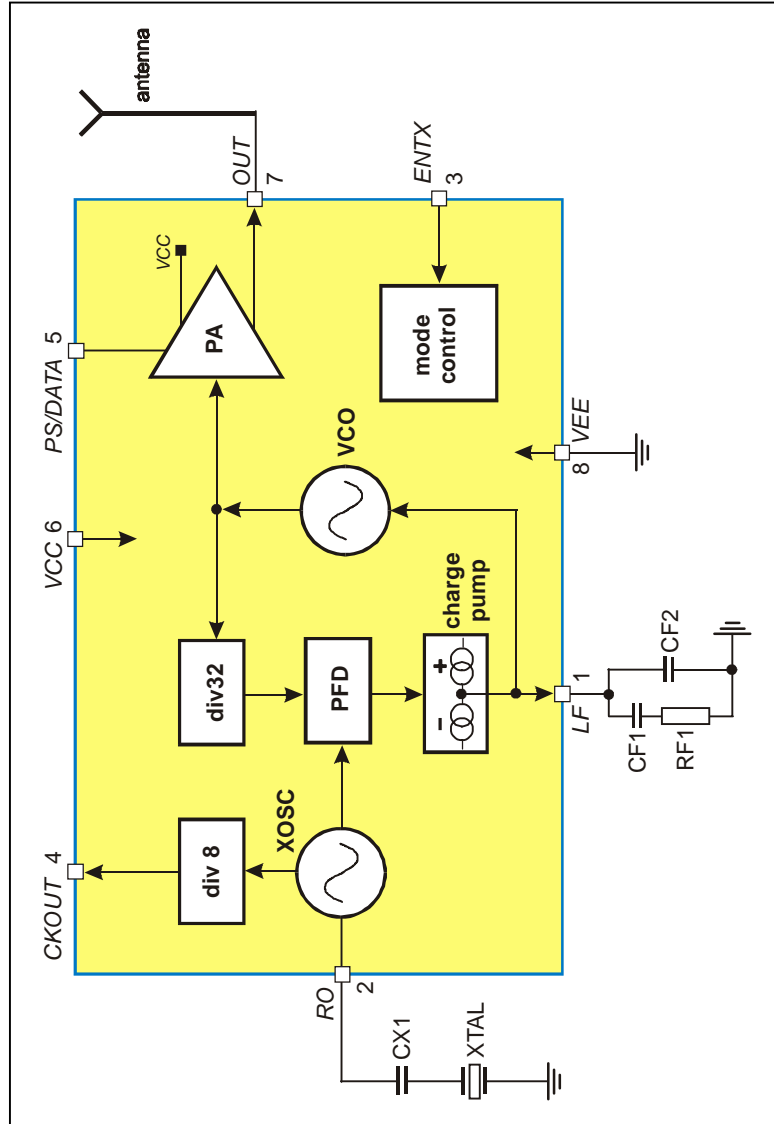 CKOUT 4
VCC 6
PS/DATA 5
antenna
div 8
div32
VCC
PA
OUT
7
RO
2
XOSC
PFD
VCO
ENTX
3
charge
pump
− +
mode
control
CX1
XTAL
LF 1
VEE
8
CF1
CF2
RF1